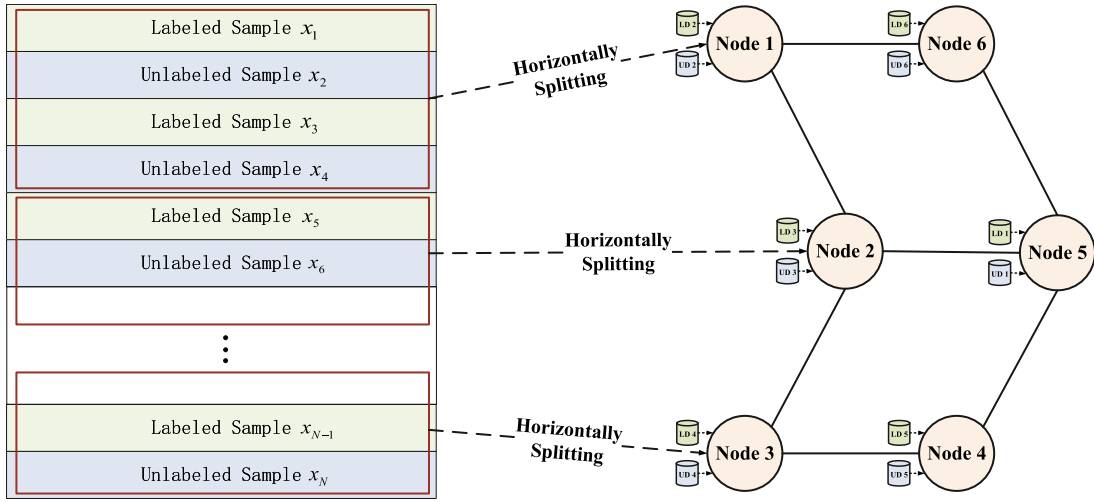 Labeled Sample x₁
Unlabeled Sample x₂
Labeled Sample x₃
Unlabeled Sample x₄
Labeled Sample x₅
Unlabeled Sample x₆
⋮
Labeled Sample x_{N−1}
Unlabeled Sample x_N
Horizontally
Splitting
Horizontally
Splitting
Horizontally
Splitting
LD 2
UD 2
Node 1
LD 6
UD 6
Node 6
LD 3
UD 3
Node 2
LD 1
UD 1
Node 5
LD 4
UD 4
Node 3
LD 5
UD 5
Node 4